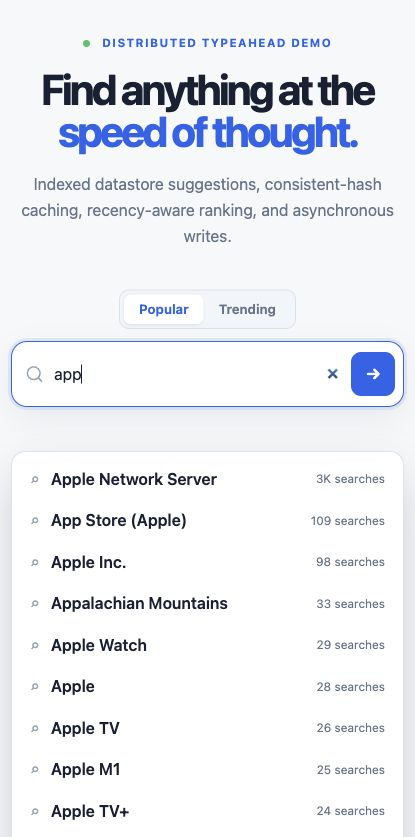 DISTRIBUTED TYPEAHEAD DEMO
Find anything at the
speed of thought.
Indexed datastore suggestions, consistent-hash
caching, recency-aware ranking, and asynchronous
writes.
Popular Trending
app
Apple Network Server 3K searches
App Store (Apple) 109 searches
Apple Inc. 98 searches
Appalachian Mountains 33 searches
Apple Watch 29 searches
Apple 28 searches
Apple TV 26 searches
Apple M1 25 searches
Apple TV+ 24 searches